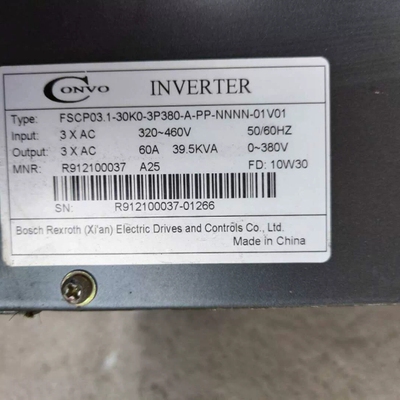 CONVO INVERTER
Type: FSCP03.1-30K0-3P380-A-PP-NNNN-01V01
Input: 3 X AC 320~460V 50/60HZ
Output: 3 X AC 60A 39.5KVA 0~380V
MNR: R912100037 A25 FD: 10W30
SN: R912100037-01266
Bosch Rexroth (Xi'an) Electric Drives and Controls Co., Ltd.
Made in China